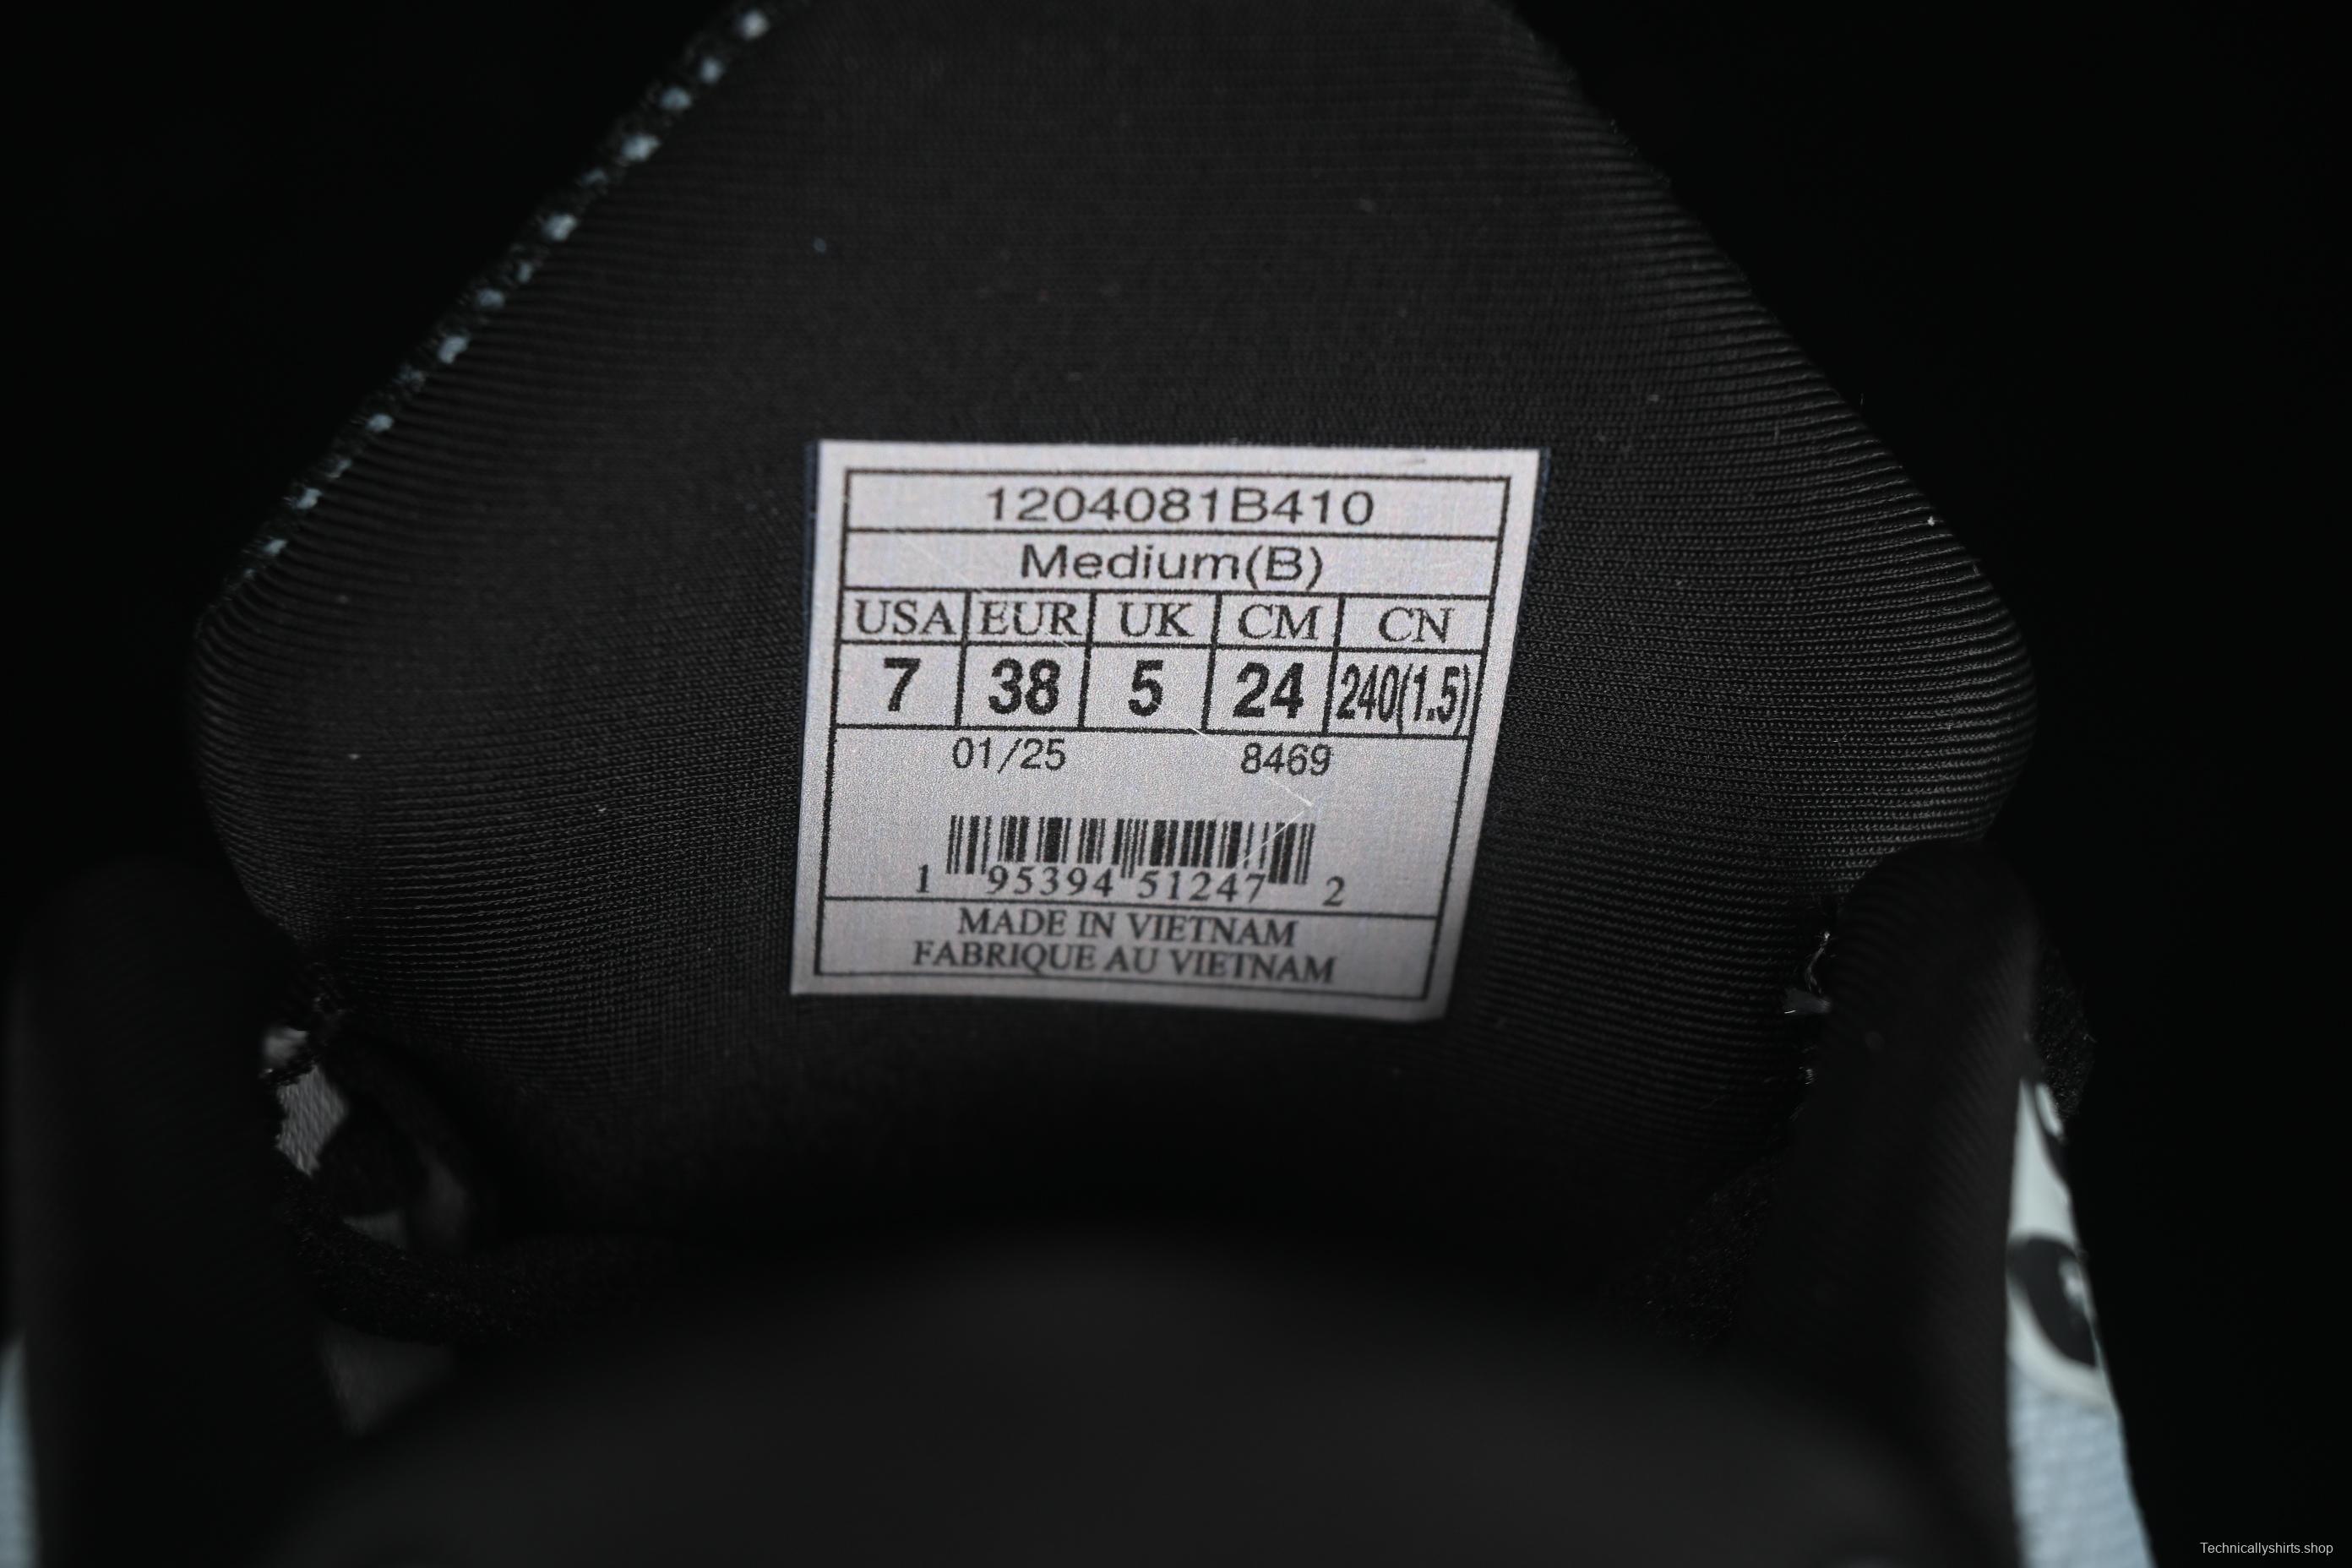 1204081B410
Medium(B)
USA EUR UK CM CN
7 38 5 24 240(1.5)
01/25 8469
1 95394 51247 2
MADE IN VIETNAM
FABRIQUE AU VIETNAM
Technicallyshirts.shop